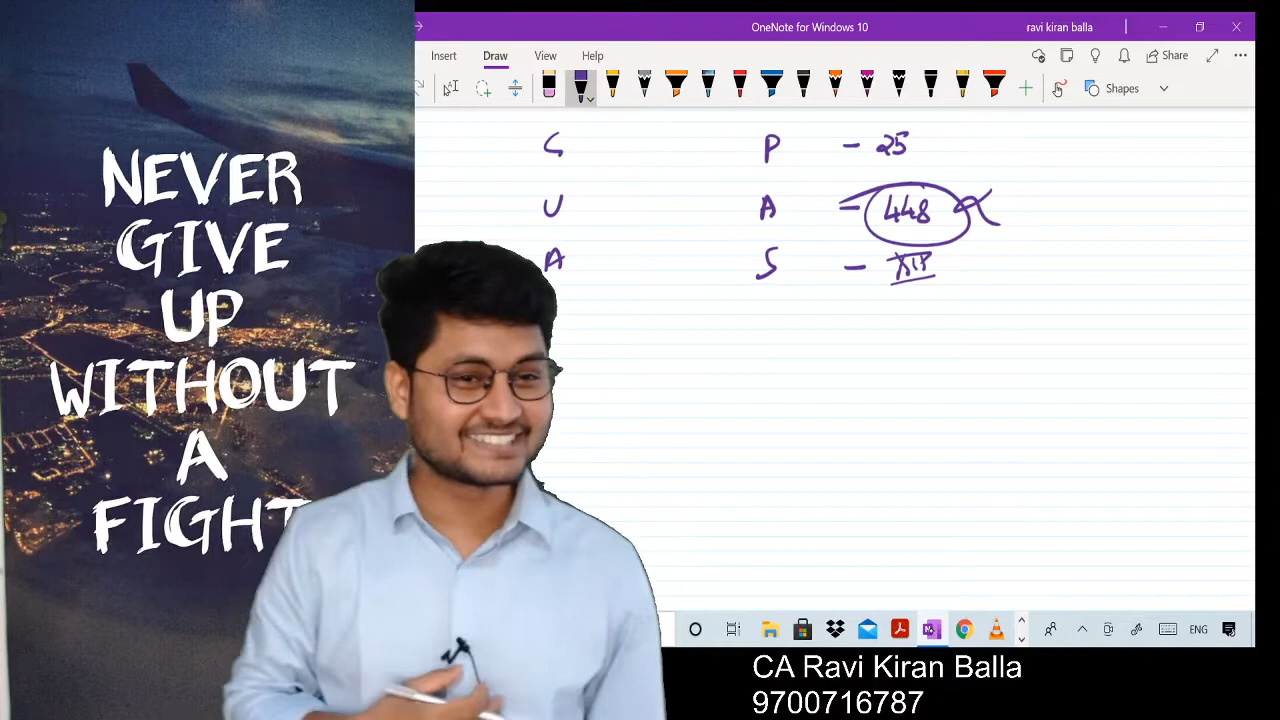 NEVER
GIVE
UP
WITHOUT
A
FIGHT
OneNote for Windows 10
ravi kiran balla
Insert Draw View Help
Share
Shapes
P - 25
U A - 448
A S -
ENG
CA Ravi Kiran Balla
9700716787